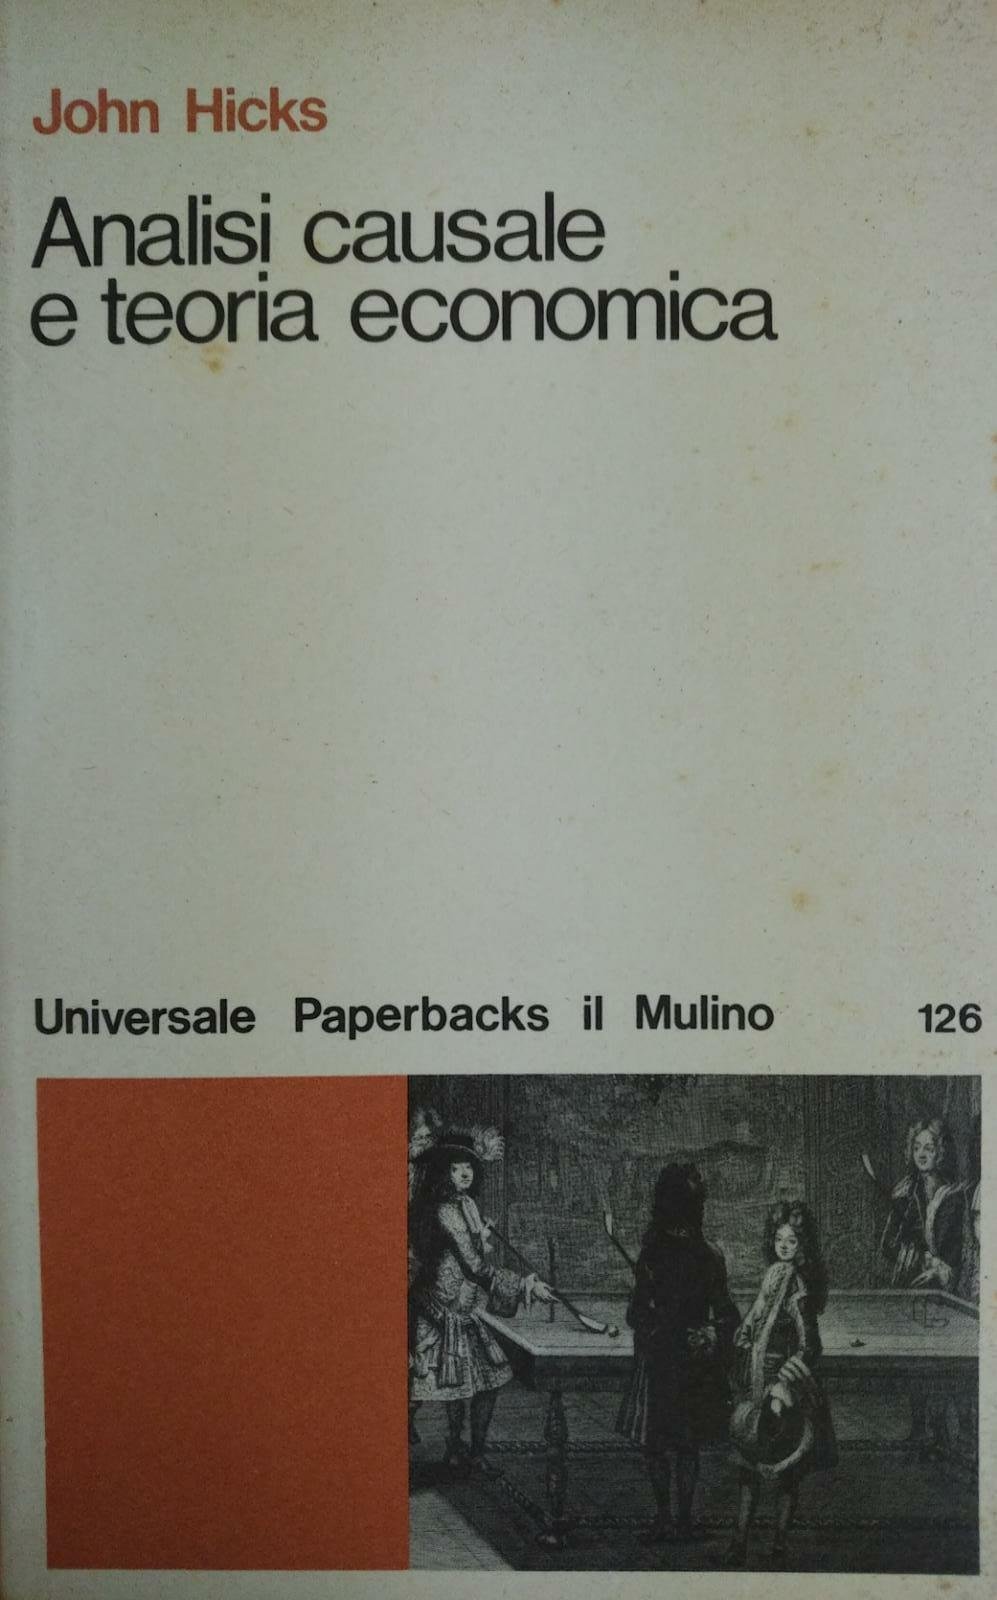 John Hicks
Analisi causale
e teoria economica
Universale Paperbacks il Mulino 126